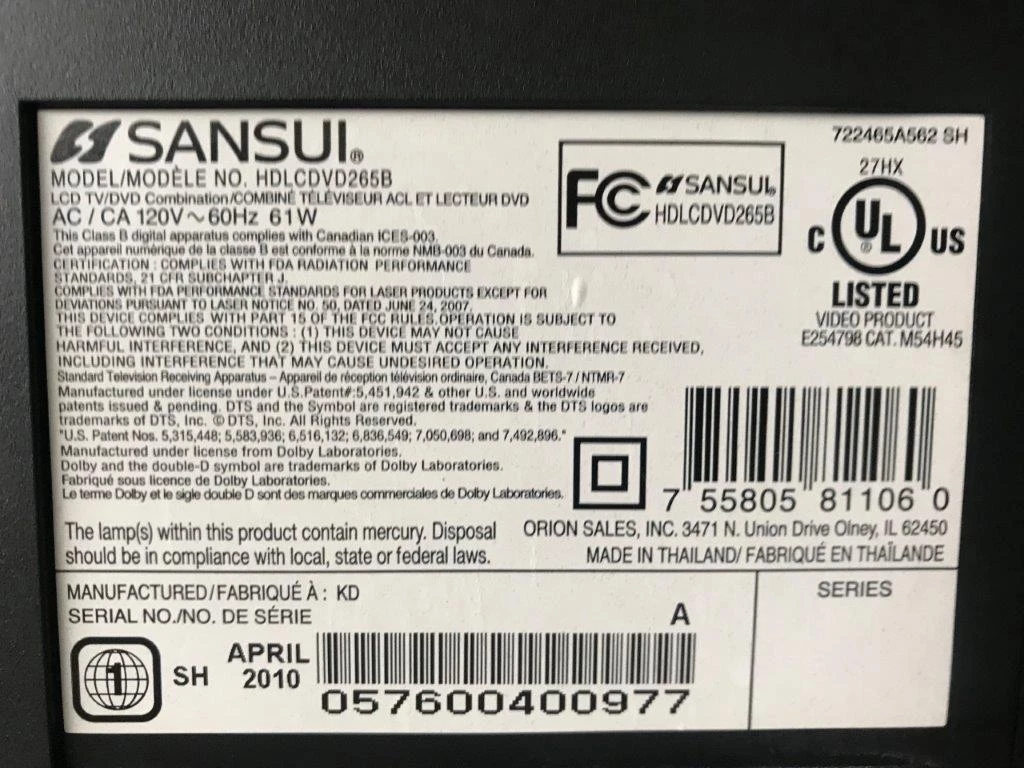 SANSUI®
MODEL/MODÈLE NO. HDLCDVD265B
LCD TV/DVD Combination/COMBINÉ TÉLÉVISEUR ACL ET LECTEUR DVD
AC / CA 120V~60Hz 61W
This Class B digital apparatus complies with Canadian ICES-003.
Cet appareil numérique de la classe B est conforme à la norme NMB-003 du Canada.
CERTIFICATION : COMPLIES WITH FDA RADIATION PERFORMANCE
STANDARDS, 21 CFR SUBCHAPTER J.
COMPLIES WITH FDA PERFORMANCE STANDARDS FOR LASER PRODUCTS EXCEPT FOR
DEVIATIONS PURSUANT TO LASER NOTICE NO. 50, DATED JUNE 24, 2007.
THIS DEVICE COMPLIES WITH PART 15 OF THE FCC RULES. OPERATION IS SUBJECT TO
THE FOLLOWING TWO CONDITIONS : (1) THIS DEVICE MAY NOT CAUSE
HARMFUL INTERFERENCE, AND (2) THIS DEVICE MUST ACCEPT ANY INTERFERENCE RECEIVED,
INCLUDING INTERFERENCE THAT MAY CAUSE UNDESIRED OPERATION.
Standard Television Receiving Apparatus – Appareil de réception télévision ordinaire, Canada BETS-7 / NTMR-7
Manufactured under license under U.S.Patent#:5,451,942 & other U.S. and worldwide
patents issued & pending. DTS and the Symbol are registered trademarks & the DTS logos are
trademarks of DTS, Inc. © DTS, Inc. All Rights Reserved.
"U.S. Patent Nos. 5,315,448; 5,583,936; 6,516,132; 6,836,549; 7,050,698; and 7,492,896."
Manufactured under license from Dolby Laboratories.
Dolby and the double-D symbol are trademarks of Dolby Laboratories.
Fabriqué sous licence de Dolby Laboratories.
Le terme Dolby et le sigle double D sont des marques commerciales de Dolby Laboratories.
FC SANSUI®
HDLCDVD265B
722465A562 SH
27HX
C UL® US
LISTED
VIDEO PRODUCT
E254798 CAT. M54H45
7 55805 81106 0
The lamp(s) within this product contain mercury. Disposal
should be in compliance with local, state or federal laws.
ORION SALES, INC. 3471 N. Union Drive Olney, IL 62450
MADE IN THAILAND/ FABRIQUÉ EN THAÏLANDE
MANUFACTURED/FABRIQUÉ À : KD
SERIAL NO./NO. DE SÉRIE
A
1 SH APRIL
2010
057600400977
SERIES